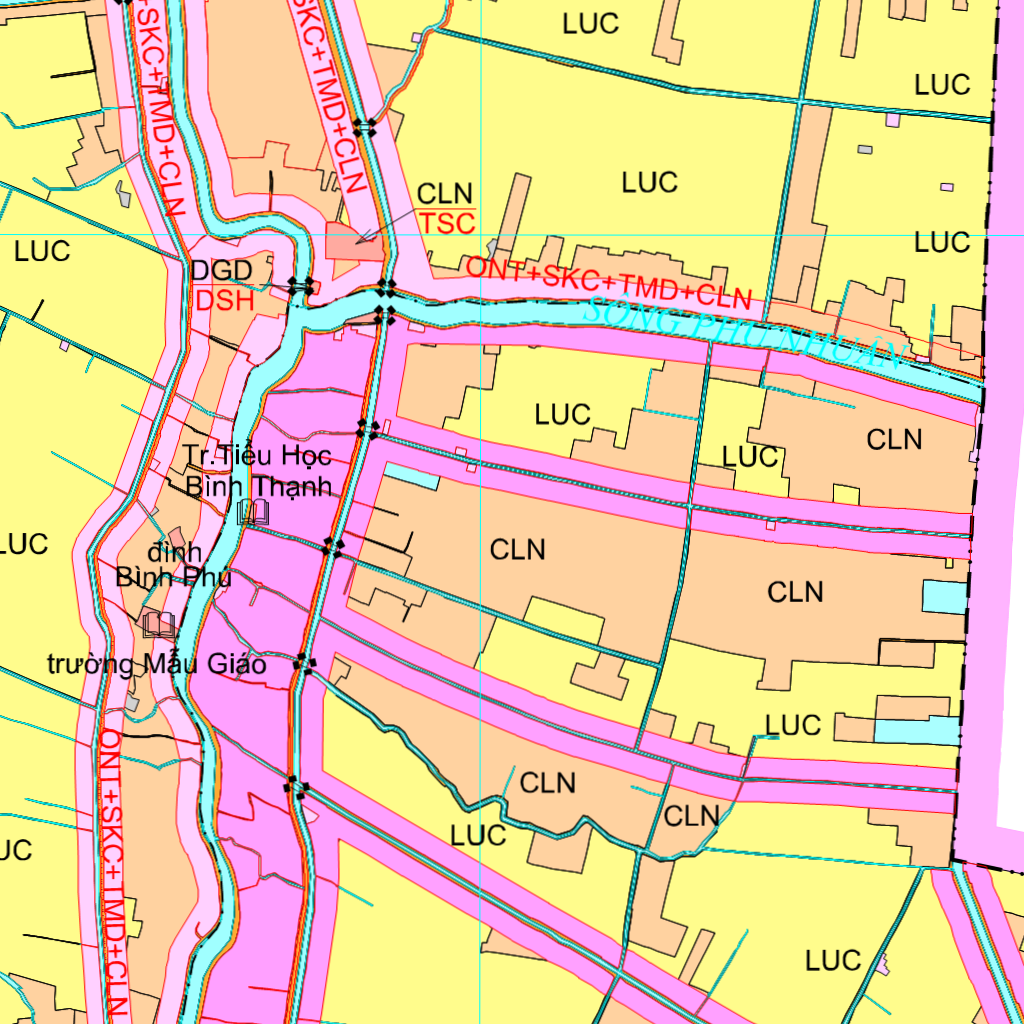 +SKC+TMD+CLN
SKC+TMD+CLN
LUC
LUC
LUC
CLN
TSC
LUC
LUC
DGD
DSH
ONT+SKC+TMD+CLN
SÔNG PHÚ NHUẬN
LUC
CLN
LUC
Tr.Tiểu Học
Bình Thạnh
LUC
đình
Bình Phú
CLN
CLN
trường Mẫu Giáo
LUC
ONT+SKC+TMD+CLN
CLN
CLN
LUC
UC
LUC